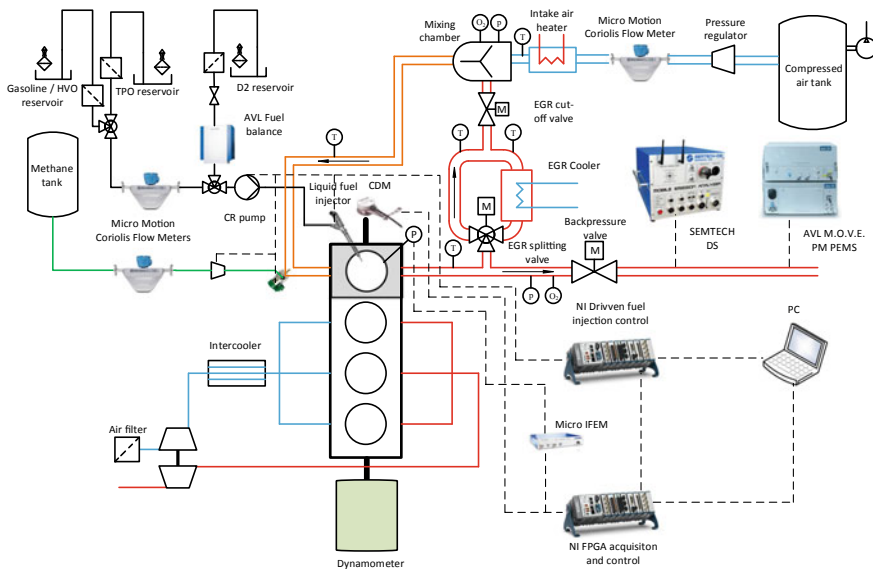 Mixing
chamber
O₂
P
T
Intake air
heater
Micro Motion
Coriolis Flow Meter
Pressure
regulator
Compressed
air tank
Gasoline / HVO
reservoir
TPO reservoir
D2 reservoir
AVL Fuel
balance
Methane
tank
Micro Motion
Coriolis Flow Meters
CR pump
Liquid fuel
injector
CDM
T
P
M
EGR cut-
off valve
T
T
EGR Cooler
M
EGR splitting
valve
T
Backpressure
valve
M
P
O₂
SEMTECH
DS
AVL M.O.V.E.
PM PEMS
NI Drivven fuel
injection control
PC
Intercooler
Air filter
Micro IFEM
NI FPGA acquisiton
and control
Dynamometer